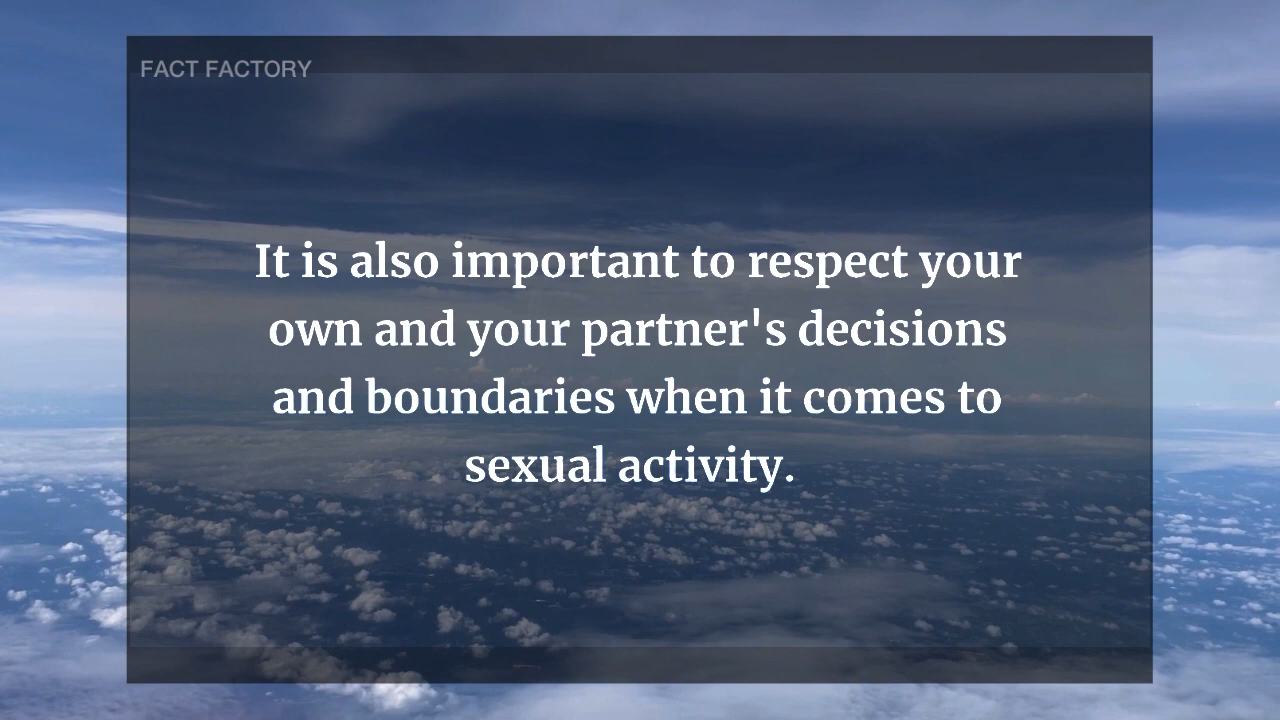 FACT FACTORY
It is also important to respect your
own and your partner's decisions
and boundaries when it comes to
sexual activity.